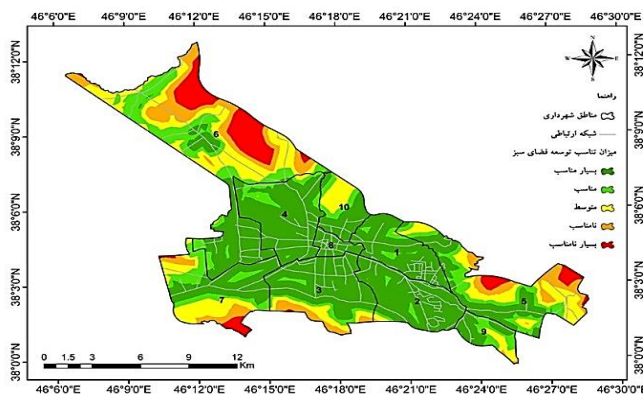 46°6'0"E 46°9'0"E 46°12'0"E 46°15'0"E 46°18'0"E 46°21'0"E 46°24'0"E 46°27'0"E 46°30'0"E
38°12'0"N
38°9'0"N
38°6'0"N
38°3'0"N
38°0'0"N
38°12'0"N
38°9'0"N
38°6'0"N
38°3'0"N
38°0'0"N
راهنما
مناطق شهرداری
شبکه ارتباطی
میزان تناسب توسعه فضای سبز
بسیار مناسب
مناسب
متوسط
نامناسب
بسیار نامناسب
6
10
4
8
1
3
7
2
5
9
0 1.5 3 6 9 12
Km
46°6'0"E 46°9'0"E 46°12'0"E 46°15'0"E 46°18'0"E 46°21'0"E 46°24'0"E 46°27'0"E 46°30'0"E